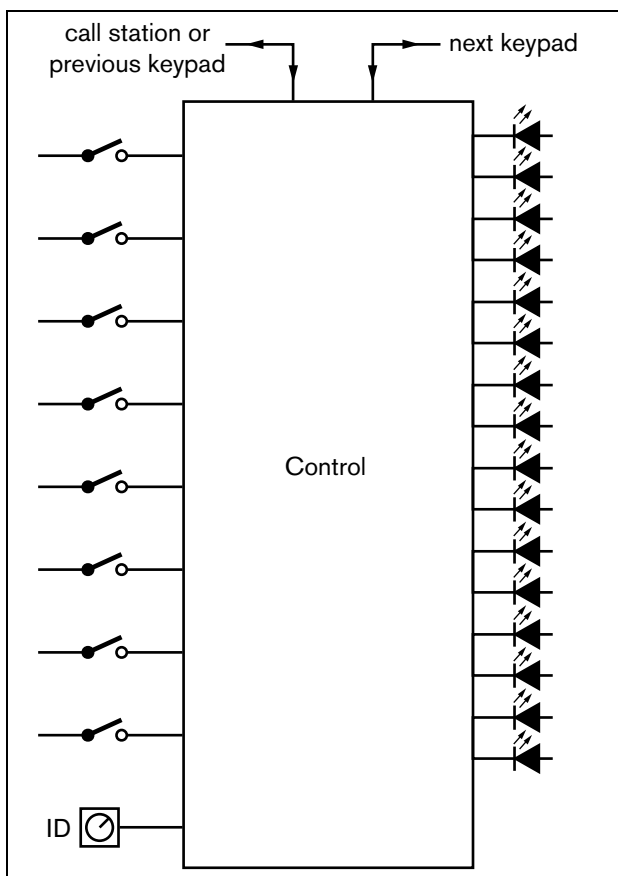 call station or
previous keypad
next keypad
Control
ID